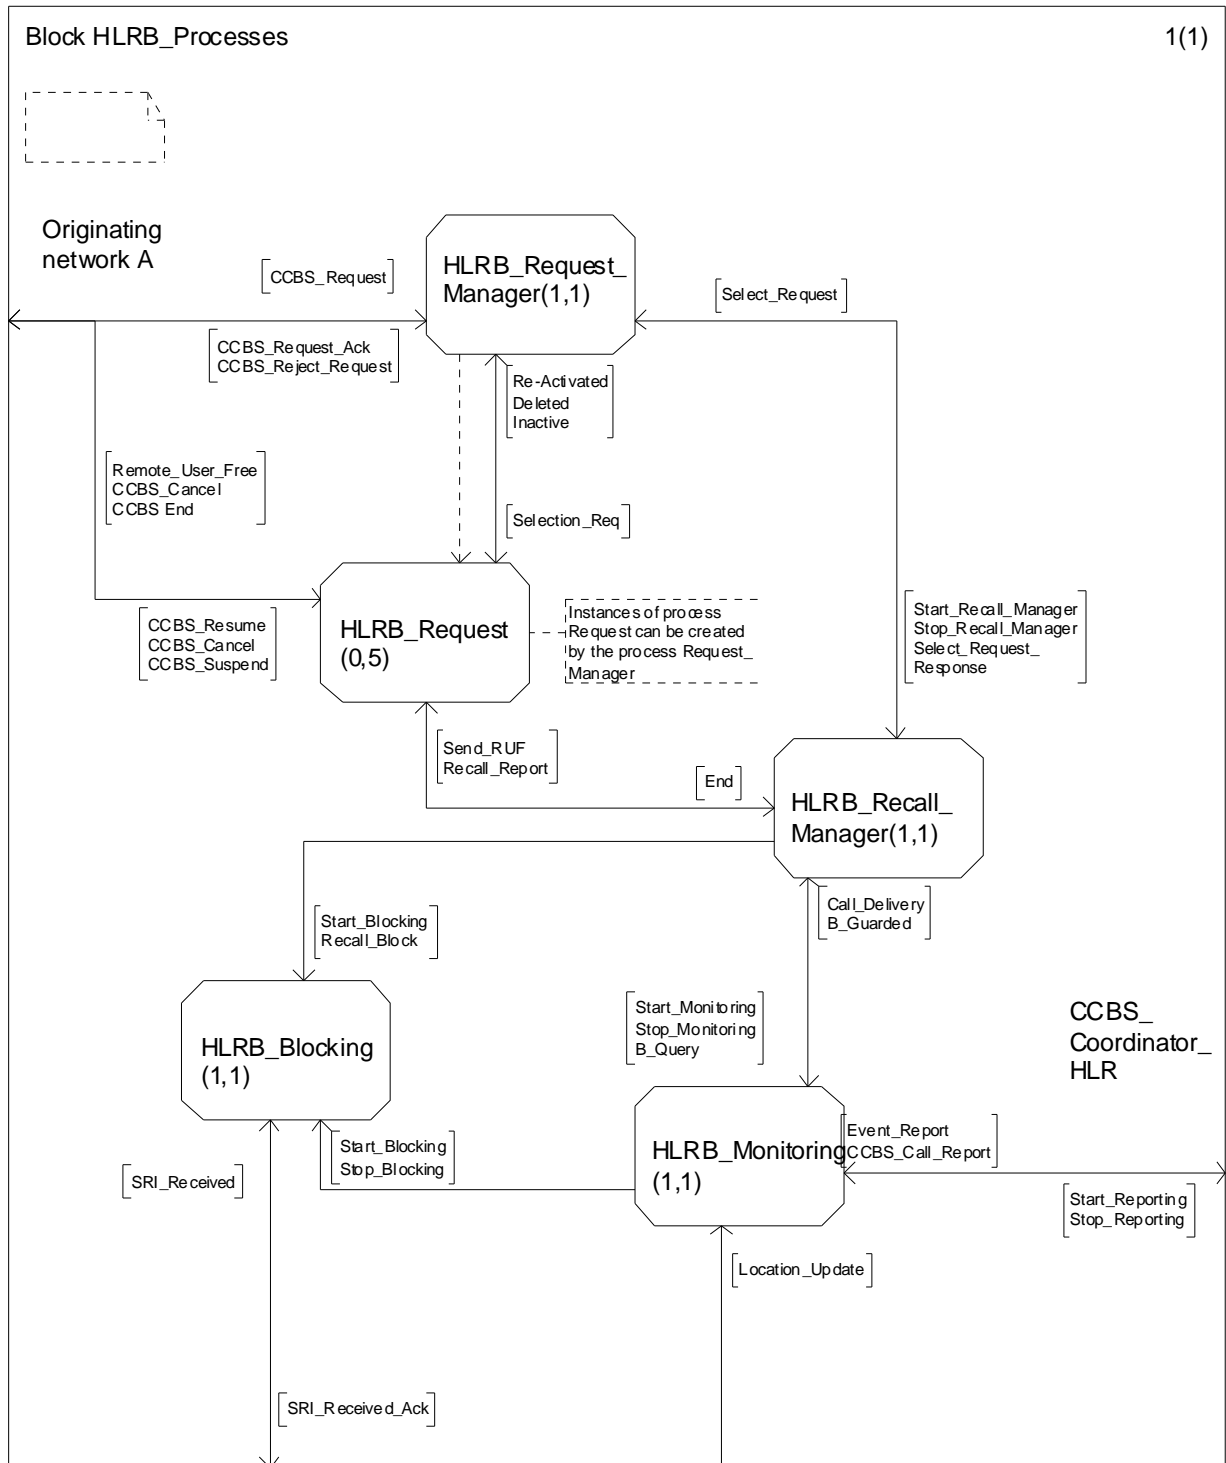 Block HLRB_Processes
1(1)
Originating
network A
CCBS_Request
HLRB_Request_
Manager(1,1)
Select_Request
CCBS_Request_Ack
CCBS_Reject_Request
Re-Activated
Deleted
Inactive
Remote_User_Free
CCBS_Cancel
CCBS End
Selection_Req
CCBS_Resume
CCBS_Cancel
CCBS_Suspend
HLRB_Request
(0,5)
Instances of process
Request can be created
by the process Request_
Manager
Start_Recall_Manager
Stop_Recall_Manager
Select_Request_
Response
Send_RUF
Recall_Report
End
HLRB_Recall_
Manager(1,1)
Start_Blocking
Recall_Block
Call_Delivery
B_Guarded
HLRB_Blocking
(1,1)
Start_Monitoring
Stop_Monitoring
B_Query
CCBS_
Coordinator_
HLR
Start_Blocking
Stop_Blocking
SRI_Received
HLRB_Monitoring
(1,1)
Event_Report
CCBS_Call_Report
Start_Reporting
Stop_Reporting
Location_Update
SRI_Received_Ack